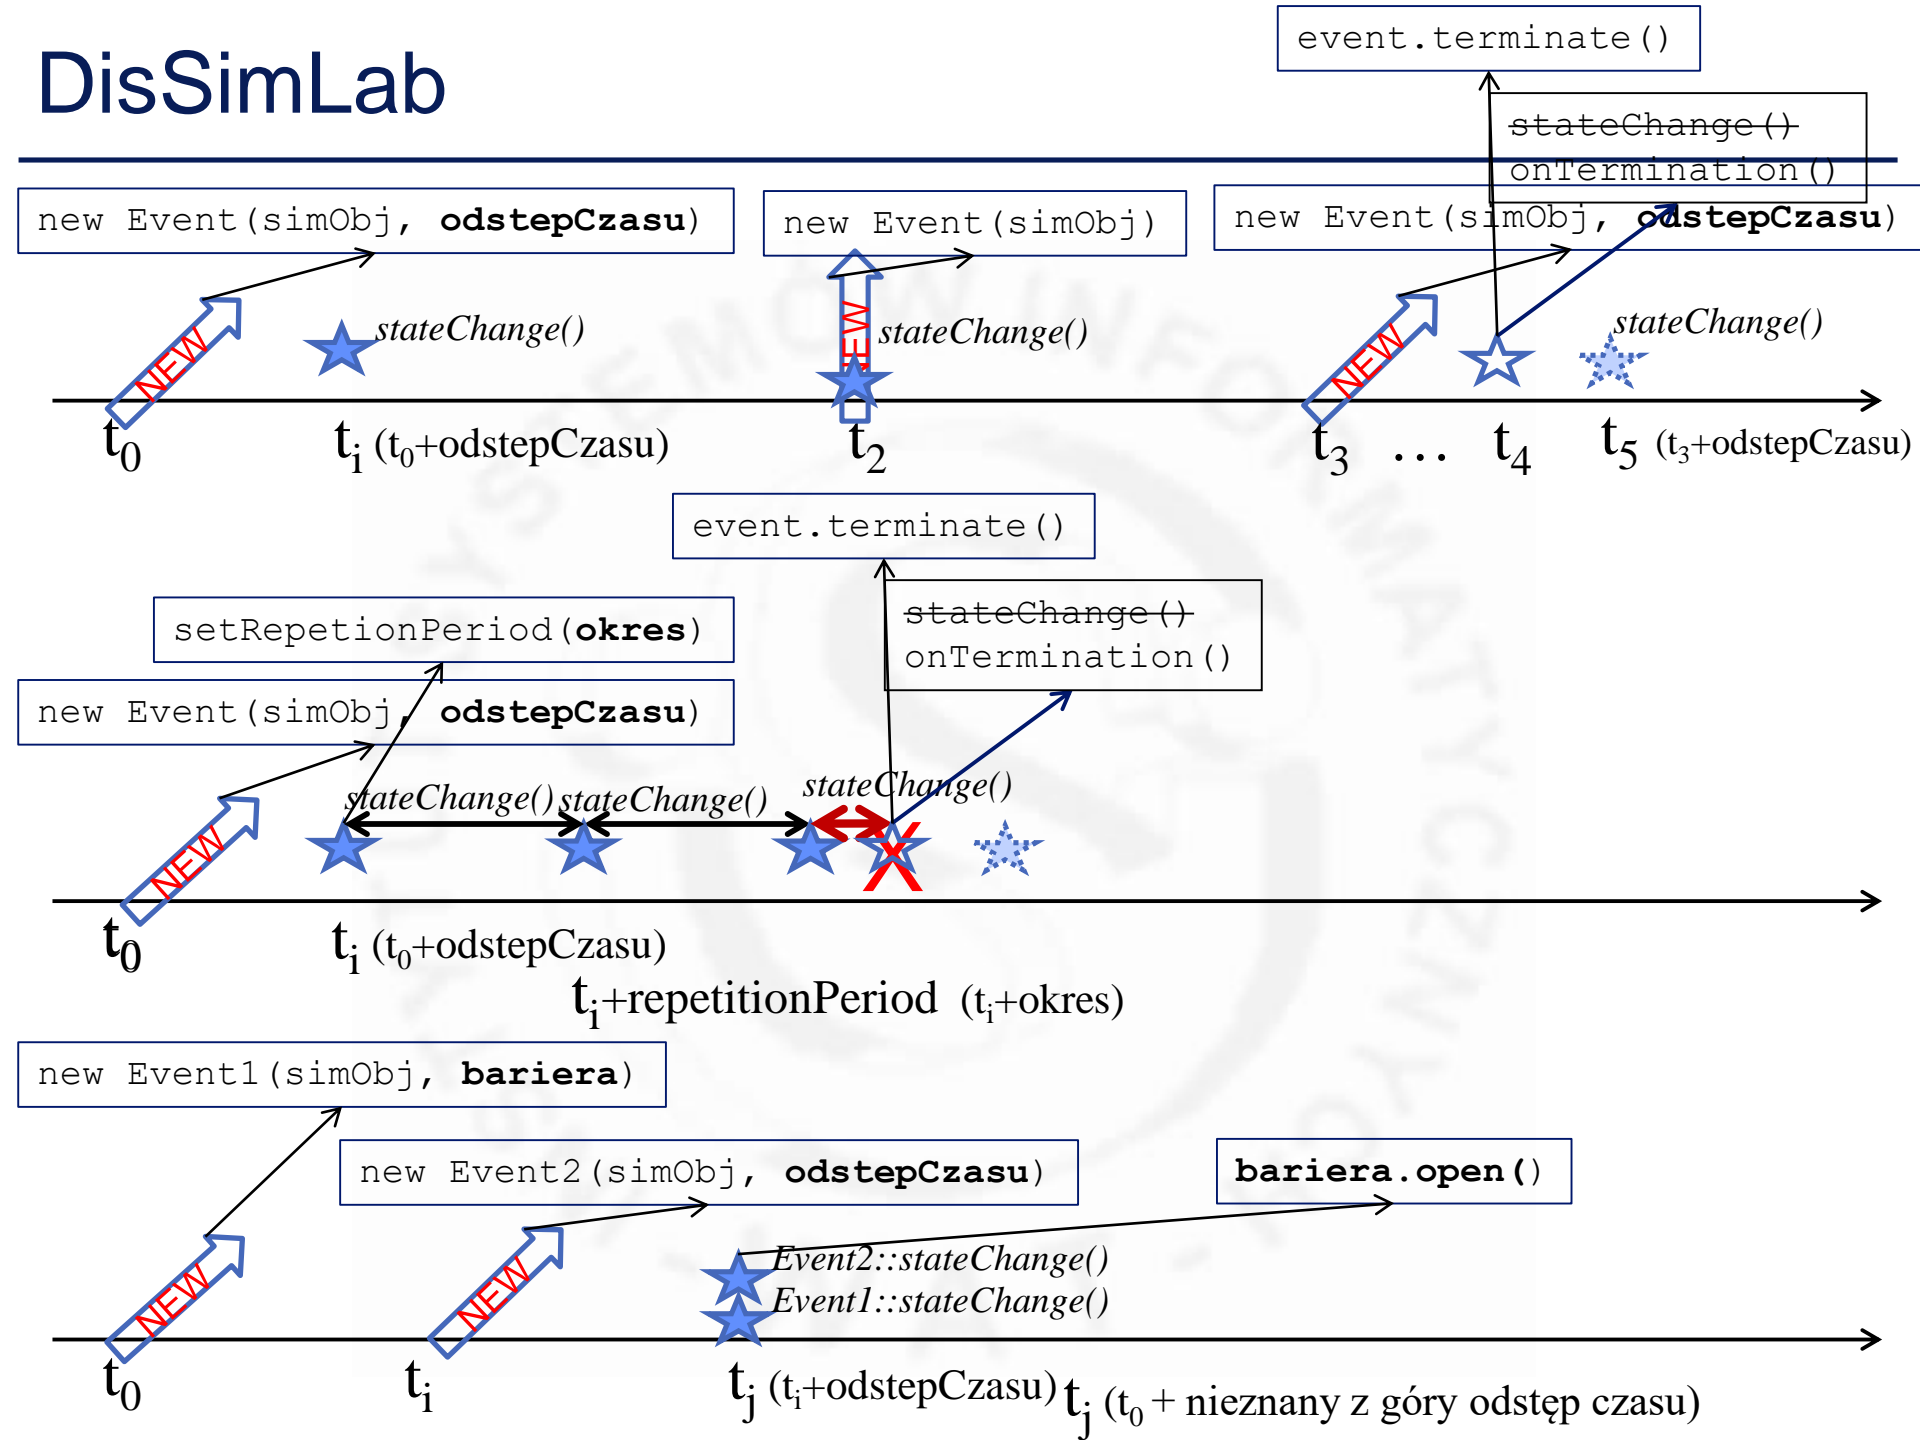 DisSimLab
event.terminate()
stateChange()
onTermination()
new Event(simObj, odstepCzasu)
new Event(simObj)
new Event(simObj, odstepCzasu)
NEW
stateChange()
NEW
stateChange()
NEW
stateChange()
t0
ti (t0+odstepCzasu)
t2
t3
...
t4
t5 (t3+odstepCzasu)
event.terminate()
stateChange()
onTermination()
setRepetionPeriod(okres)
new Event(simObj, odstepCzasu)
NEW
stateChange()
stateChange()
stateChange()
X
t0
ti (t0+odstepCzasu)
ti+repetitionPeriod (ti+okres)
new Event1(simObj, bariera)
new Event2(simObj, odstepCzasu)
bariera.open()
NEW
NEW
Event2::stateChange()
Event1::stateChange()
t0
ti
tj (ti+odstepCzasu)
tj (t0 + nieznany z góry odstęp czasu)